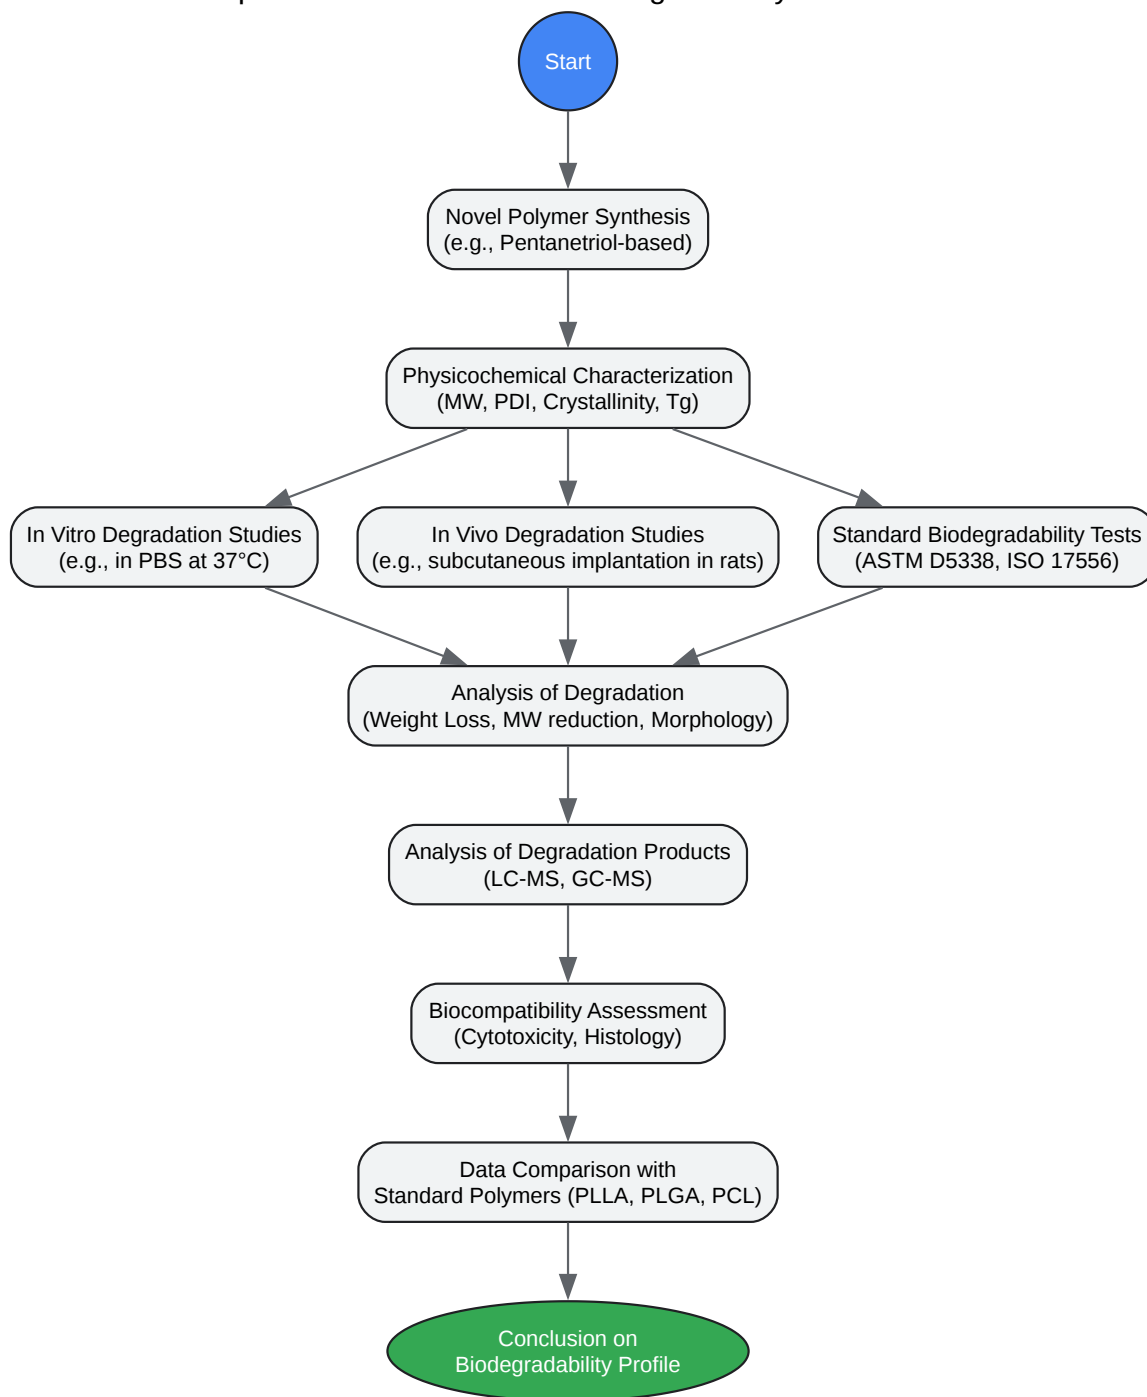 Start
Novel Polymer Synthesis
(e.g., Pentanetriol-based)
Physicochemical Characterization
(MW, PDI, Crystallinity, Tg)
In Vitro Degradation Studies
(e.g., in PBS at 37°C)
In Vivo Degradation Studies
(e.g., subcutaneous implantation in rats)
Standard Biodegradability Tests
(ASTM D5338, ISO 17556)
Analysis of Degradation
(Weight Loss, MW reduction, Morphology)
Analysis of Degradation Products
(LC-MS, GC-MS)
Biocompatibility Assessment
(Cytotoxicity, Histology)
Data Comparison with
Standard Polymers (PLLA, PLGA, PCL)
Conclusion on
Biodegradability Profile